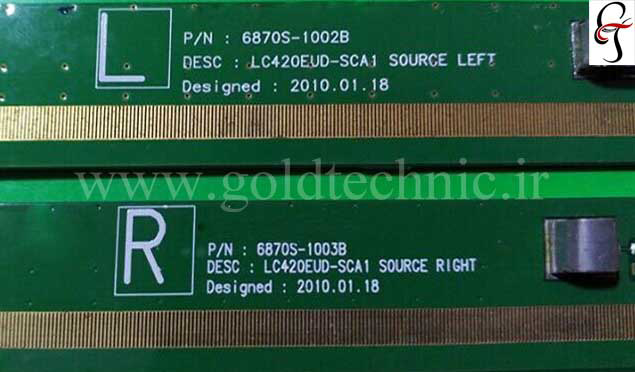 L
P/N : 6870S-1002B
DESC : LC420EUD-SCA1 SOURCE LEFT
Designed : 2010.01.18
GT
www.goldtechnic.ir
R
P/N : 6870S-1003B
DESC : LC420EUD-SCA1 SOURCE RIGHT
Designed : 2010.01.18